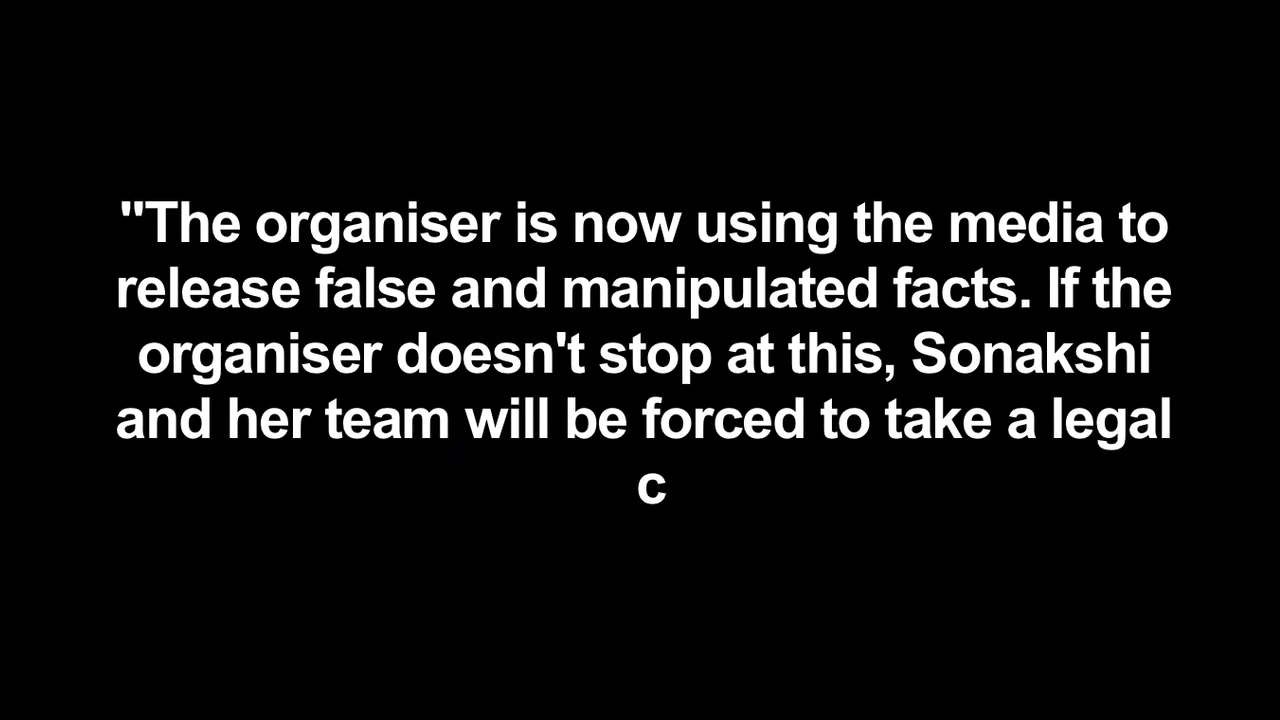 "The organiser is now using the media to
release false and manipulated facts. If the
organiser doesn't stop at this, Sonakshi
and her team will be forced to take a legal
c